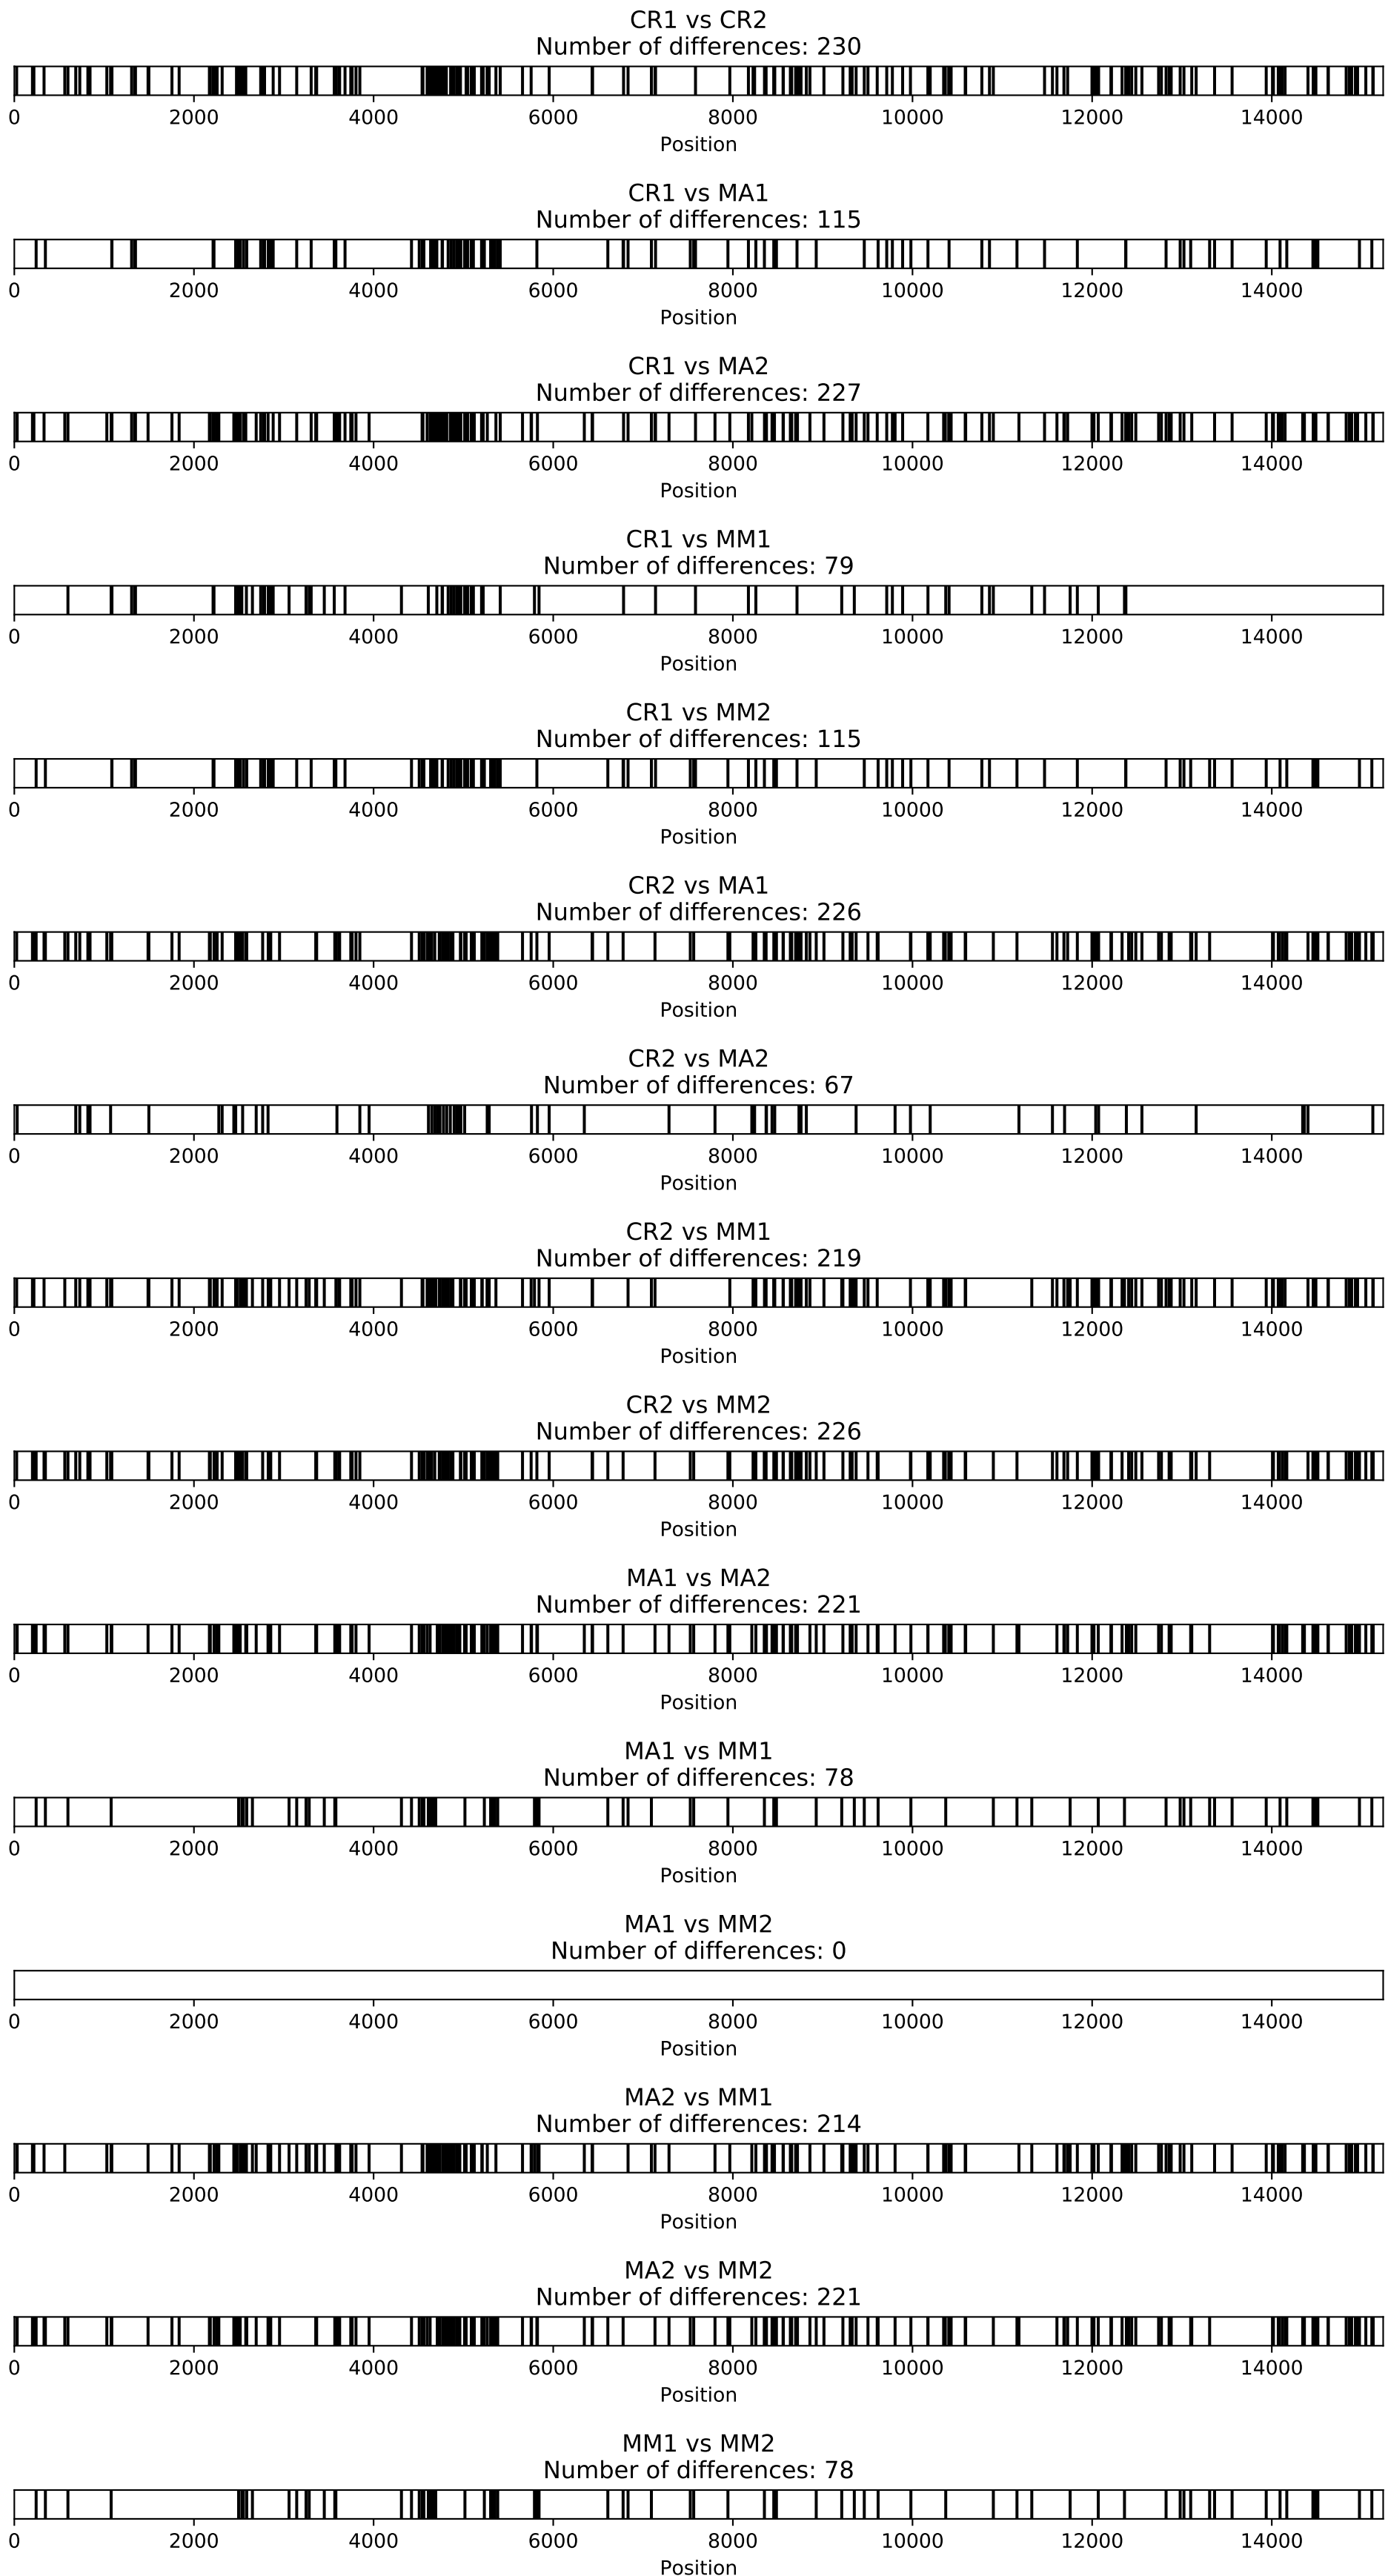 CR1 vs CR2
Number of differences: 230
0 2000 4000 6000 8000 10000 12000 14000
Position
CR1 vs MA1
Number of differences: 115
0 2000 4000 6000 8000 10000 12000 14000
Position
CR1 vs MA2
Number of differences: 227
0 2000 4000 6000 8000 10000 12000 14000
Position
CR1 vs MM1
Number of differences: 79
0 2000 4000 6000 8000 10000 12000 14000
Position
CR1 vs MM2
Number of differences: 115
0 2000 4000 6000 8000 10000 12000 14000
Position
CR2 vs MA1
Number of differences: 226
0 2000 4000 6000 8000 10000 12000 14000
Position
CR2 vs MA2
Number of differences: 67
0 2000 4000 6000 8000 10000 12000 14000
Position
CR2 vs MM1
Number of differences: 219
0 2000 4000 6000 8000 10000 12000 14000
Position
CR2 vs MM2
Number of differences: 226
0 2000 4000 6000 8000 10000 12000 14000
Position
MA1 vs MA2
Number of differences: 221
0 2000 4000 6000 8000 10000 12000 14000
Position
MA1 vs MM1
Number of differences: 78
0 2000 4000 6000 8000 10000 12000 14000
Position
MA1 vs MM2
Number of differences: 0
0 2000 4000 6000 8000 10000 12000 14000
Position
MA2 vs MM1
Number of differences: 214
0 2000 4000 6000 8000 10000 12000 14000
Position
MA2 vs MM2
Number of differences: 221
0 2000 4000 6000 8000 10000 12000 14000
Position
MM1 vs MM2
Number of differences: 78
0 2000 4000 6000 8000 10000 12000 14000
Position